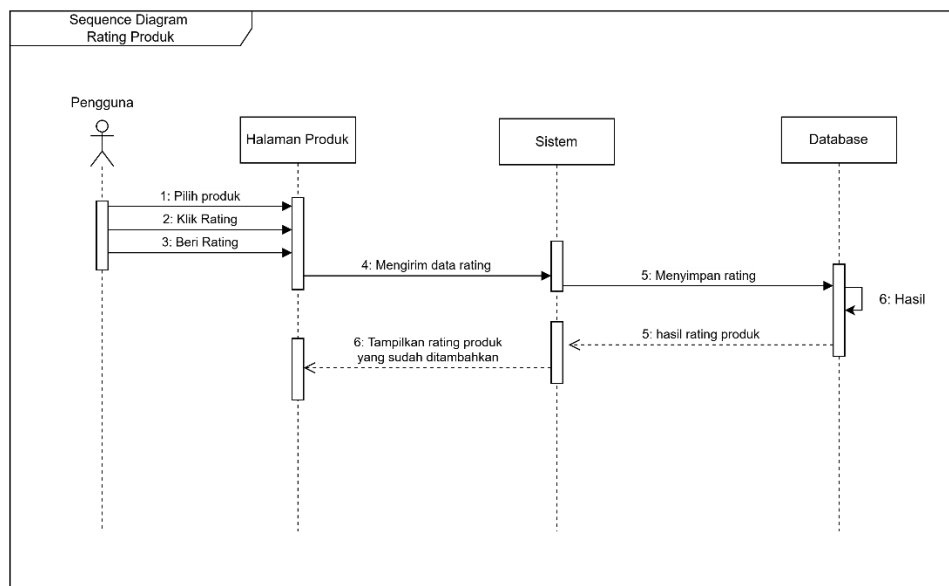 Sequence Diagram
Rating Produk
Pengguna
Halaman Produk
Sistem
Database
1: Pilih produk
2: Klik Rating
3: Beri Rating
4: Mengirim data rating
5: Menyimpan rating
6: Hasil
5: hasil rating produk
6: Tampilkan rating produk
yang sudah ditambahkan